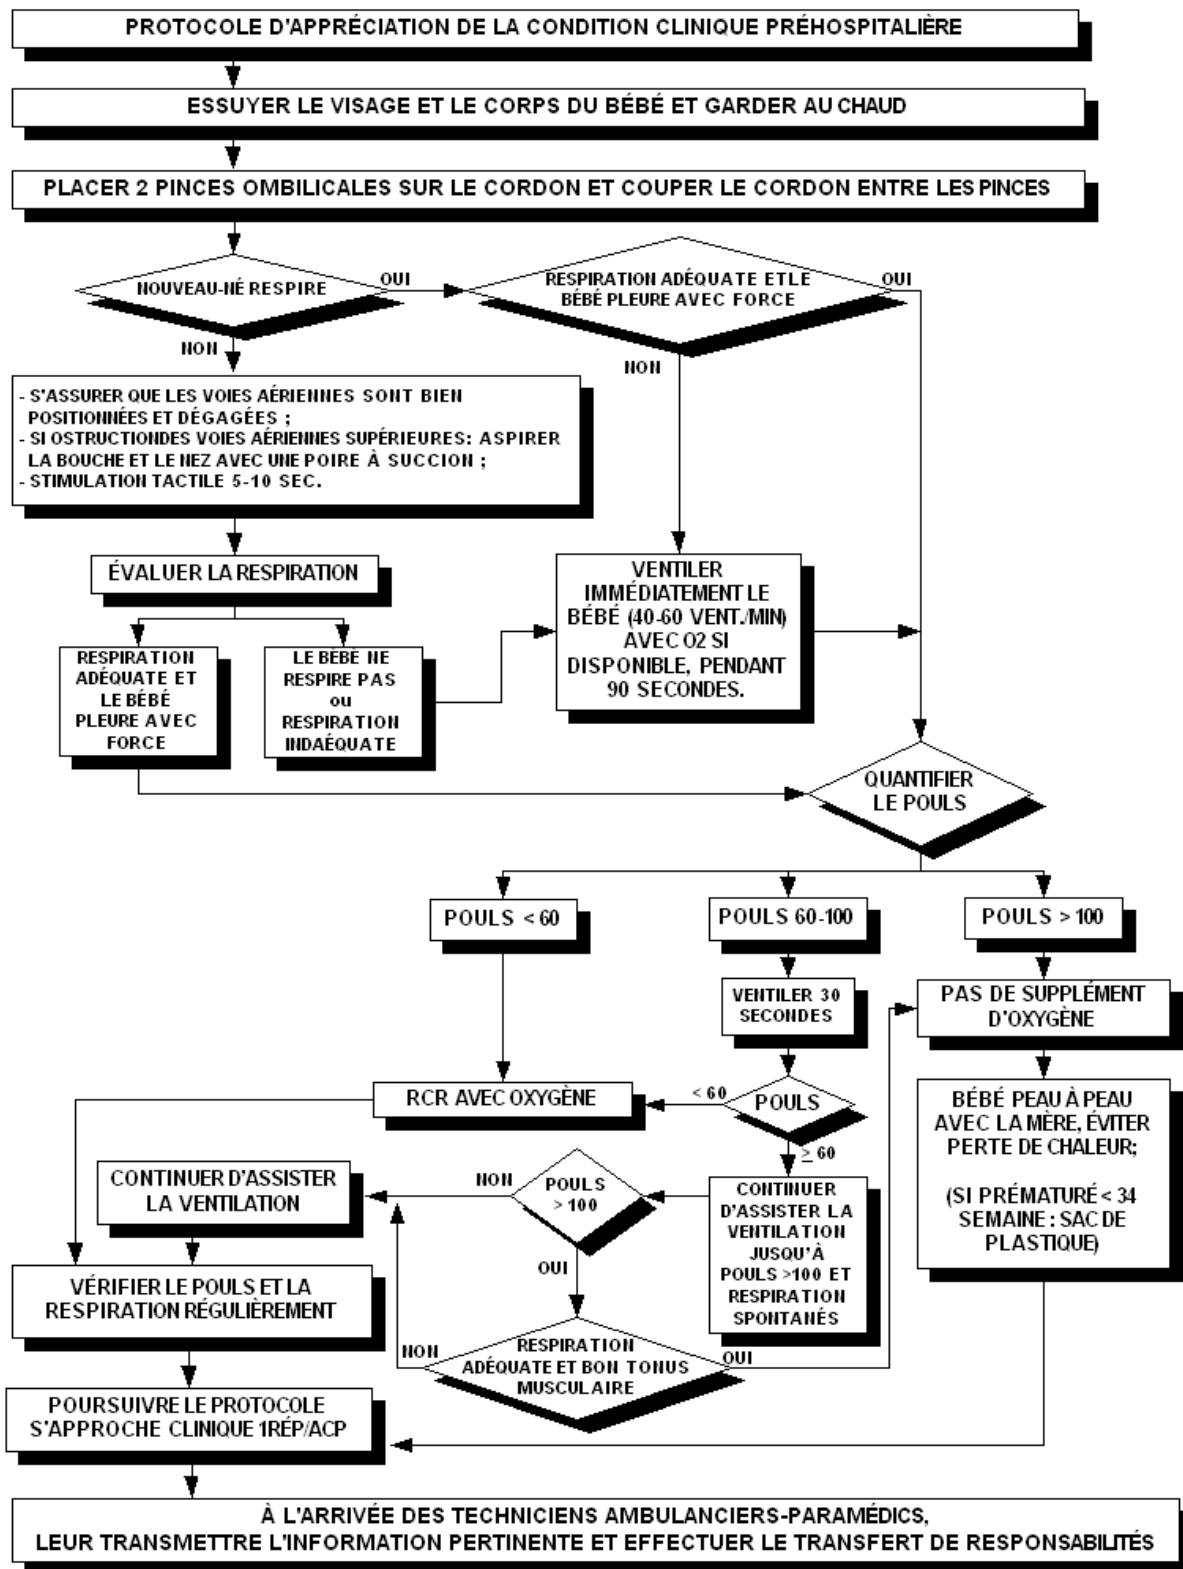 PROTOCOLE D'APPRÉCIATION DE LA CONDITION CLINIQUE PRÉHOSPITALIÈRE
ESSUYER LE VISAGE ET LE CORPS DU BÉBÉ ET GARDER AU CHAUD
PLACER 2 PINCES OMBILICALES SUR LE CORDON ET COUPER LE CORDON ENTRE LES PINCES
NOUVEAU-NÉ RESPIRE
OUI
RESPIRATION ADÉQUATE ET LE
BÉBÉ PLEURE AVEC FORCE
OUI
NON
NON
- S'ASSURER QUE LES VOIES AÉRIENNES SONT BIEN
POSITIONNÉES ET DÉGAGÉES ;
- SI OSTRUCTIONDES VOIES AÉRIENNES SUPÉRIEURES: ASPIRER
LA BOUCHE ET LE NEZ AVEC UNE POIRE À SUCCION ;
- STIMULATION TACTILE 5-10 SEC.
ÉVALUER LA RESPIRATION
VENTILER
IMMÉDIATEMENT LE
BÉBÉ (40-60 VENT./MIN)
AVEC O2 SI
DISPONIBLE, PENDANT
90 SECONDES.
RESPIRATION
ADÉQUATE ET
LE BÉBÉ
PLEURE AVEC
FORCE
LE BÉBÉ NE
RESPIRE PAS
ou
RESPIRATION
INDAÉQUATE
QUANTIFIER
LE POULS
POULS < 60
POULS 60-100
POULS > 100
VENTILER 30
SECONDES
PAS DE SUPPLÉMENT
D'OXYGÈNE
RCR AVEC OXYGÈNE
< 60
POULS
≥ 60
BÉBÉ PEAU À PEAU
AVEC LA MÈRE, ÉVITER
PERTE DE CHALEUR;
(SI PRÉMATURÉ < 34
SEMAINE : SAC DE
PLASTIQUE)
CONTINUER D'ASSISTER
LA VENTILATION
NON
POULS
> 100
OUI
CONTINUER
D'ASSISTER LA
VENTILATION
JUSQU'À
POULS >100 ET
RESPIRATION
SPONTANÉS
VÉRIFIER LE POULS ET LA
RESPIRATION RÉGULIÈREMENT
NON
RESPIRATION
ADÉQUATE ET BON TONUS
MUSCULAIRE
OUI
POURSUIVRE LE PROTOCOLE
S'APPROCHE CLINIQUE 1RÉP/ACP
À L'ARRIVÉE DES TECHNICIENS AMBULANCIERS-PARAMÉDICS,
LEUR TRANSMETTRE L'INFORMATION PERTINENTE ET EFFECTUER LE TRANSFERT DE RESPONSABILITÉS